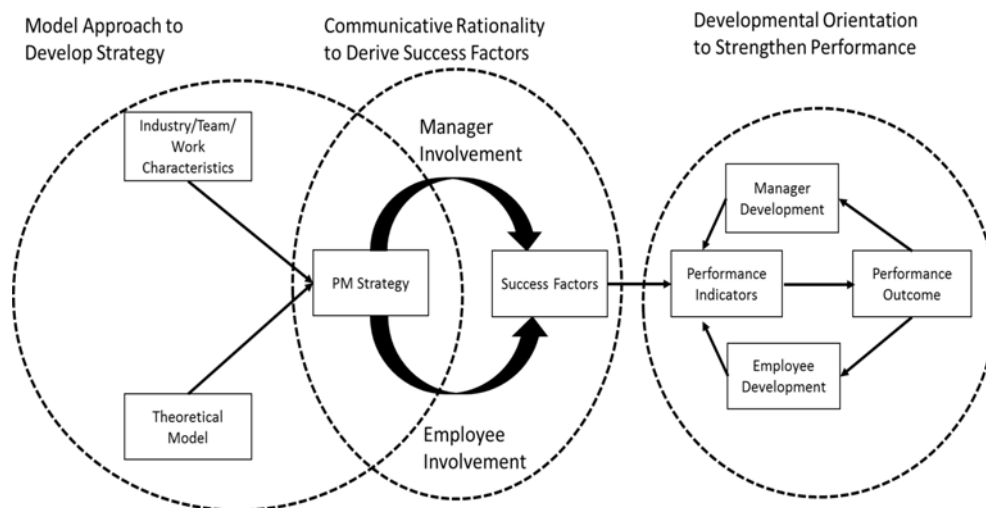 Model Approach to
Develop Strategy
Communicative Rationality
to Derive Success Factors
Developmental Orientation
to Strengthen Performance
Industry/Team/
Work
Characteristics
Manager
Involvement
Manager
Development
PM Strategy
Success Factors
Performance
Indicators
Performance
Outcome
Employee
Development
Theoretical
Model
Employee
Involvement